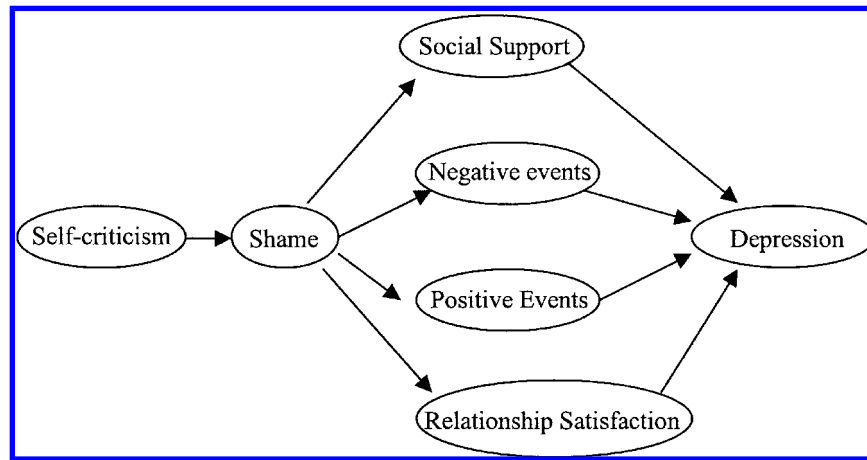 Social Support
Negative events
Self-criticism
Shame
Depression
Positive Events
Relationship Satisfaction